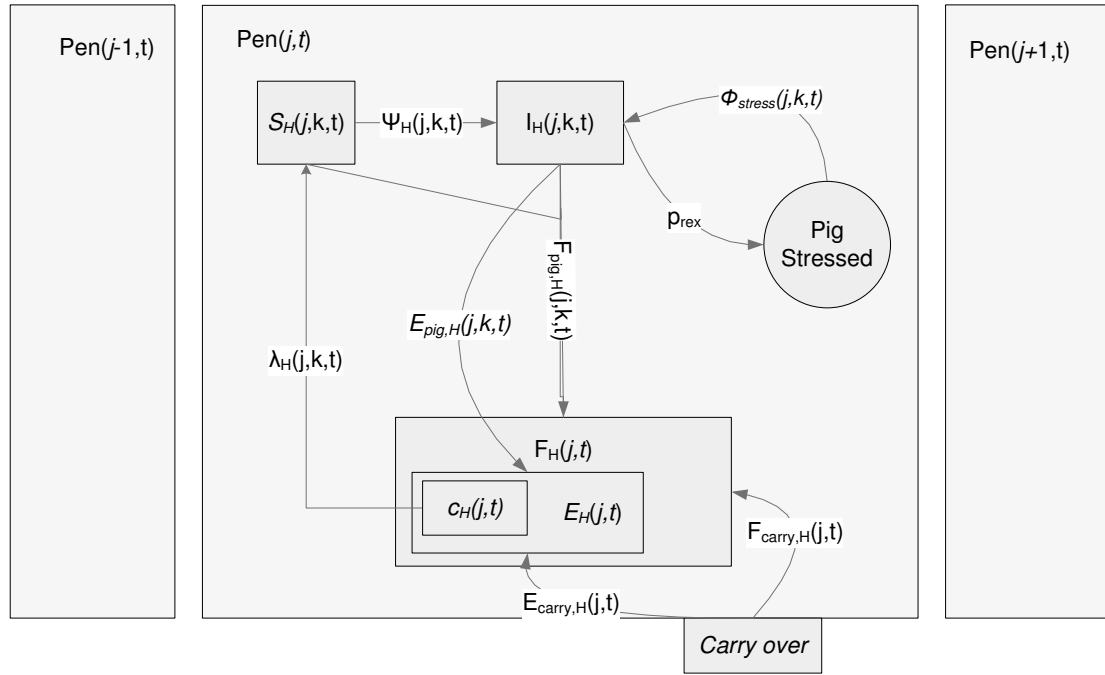 Pen(j-1,t)
Pen(j,t)
Pen(j+1,t)
S_H(j,k,t)
Ψ_H(j,k,t)
I_H(j,k,t)
Φ_stress(j,k,t)
p_rex
Pig
Stressed
F_pig,H(j,k,t)
E_pig,H(j,k,t)
λ_H(j,k,t)
F_H(j,t)
c_H(j,t)
E_H(j,t)
F_carry,H(j,t)
E_carry,H(j,t)
Carry over